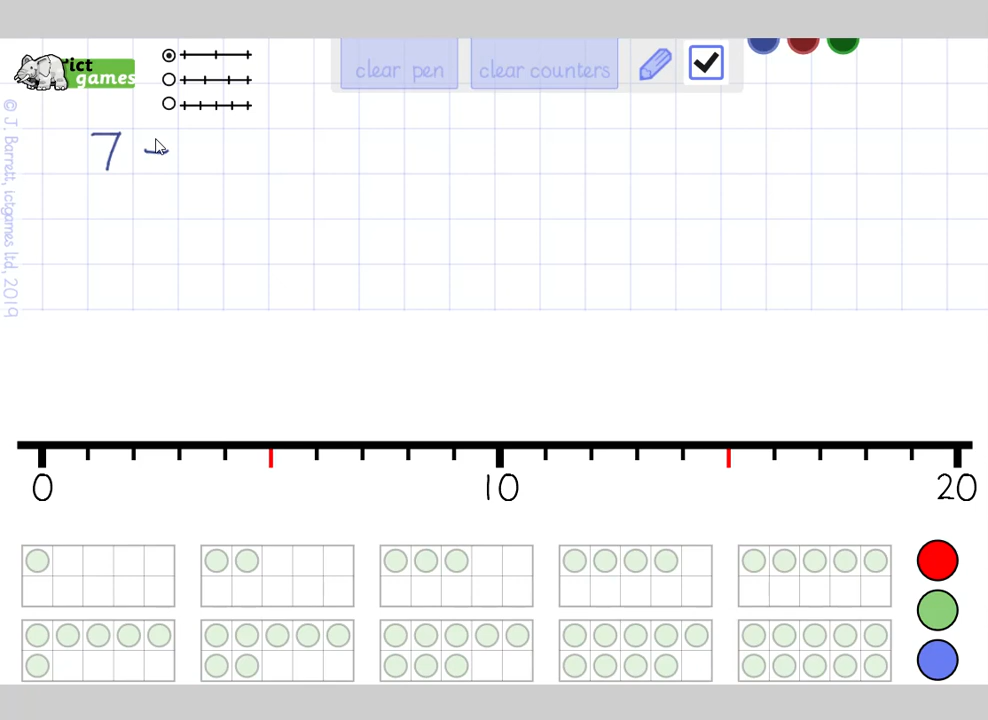 ict
games
clear pen
clear counters
© J. Barrett, ictgames ltd, 2019
7 -
0
10
20